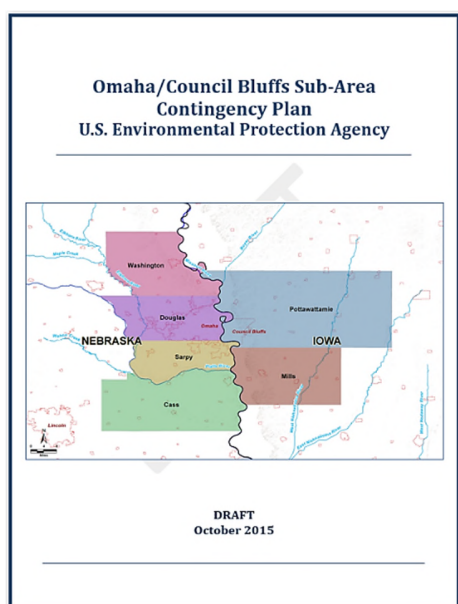 Omaha/Council Bluffs Sub-Area
Contingency Plan
U.S. Environmental Protection Agency
Washington
Pottawattamie
Douglas
Omaha
Council Bluffs
NEBRASKA
IOWA
Sarpy
Mills
Cass
Lincoln
DRAFT
October 2015